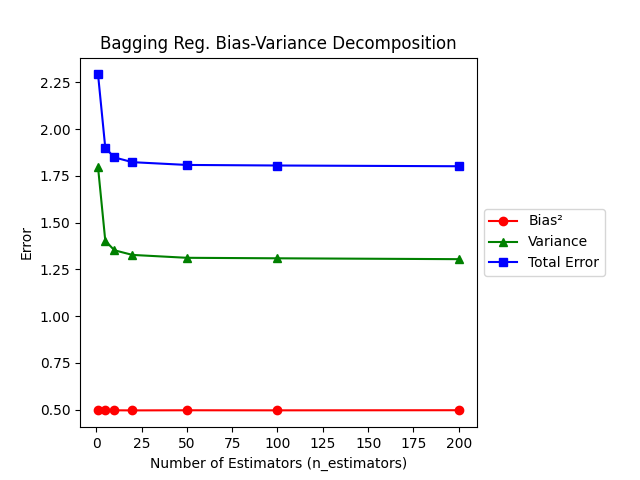 Bagging Reg. Bias-Variance Decomposition
2.25
2.00
1.75
1.50
1.25
1.00
0.75
0.50
Error
0 25 50 75 100 125 150 175 200
Number of Estimators (n_estimators)
Bias²
Variance
Total Error